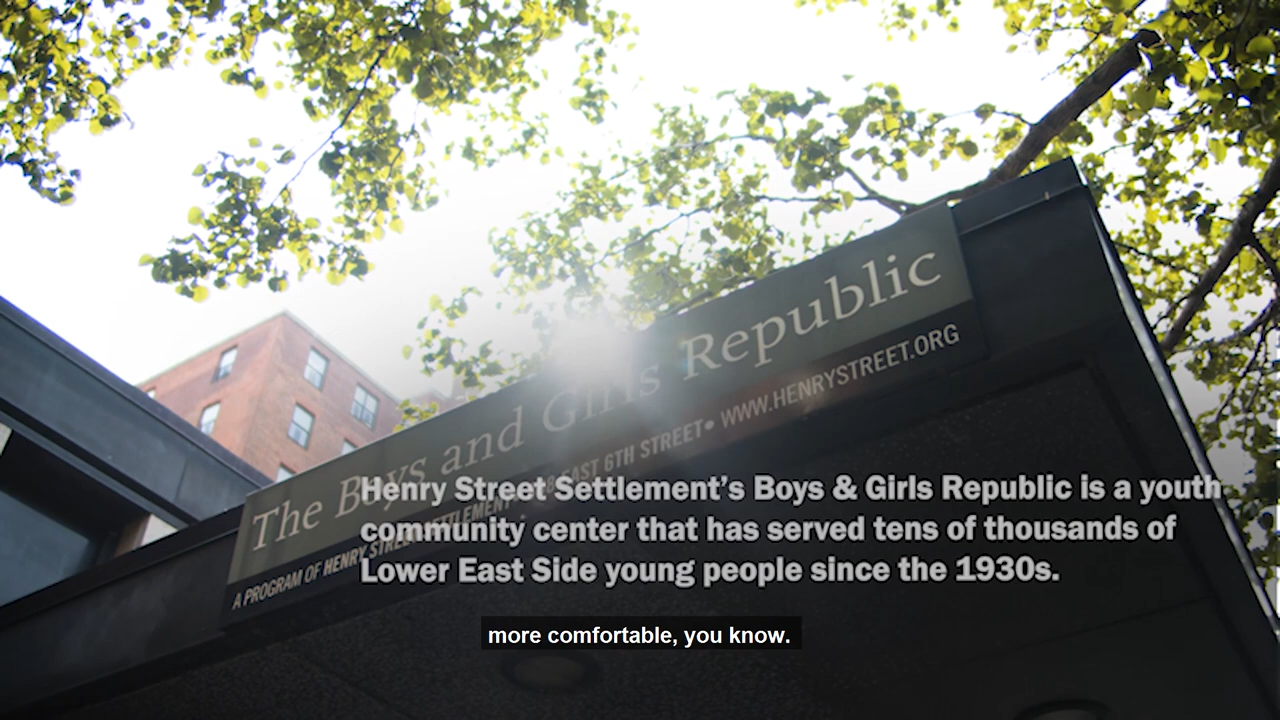 The Boys and Girls Republic
A PROGRAM OF HENRY STREET SETTLEMENT EAST 6TH STREET • WWW.HENRYSTREET.ORG
Henry Street Settlement’s Boys & Girls Republic is a youth
community center that has served tens of thousands of
Lower East Side young people since the 1930s.
more comfortable, you know.